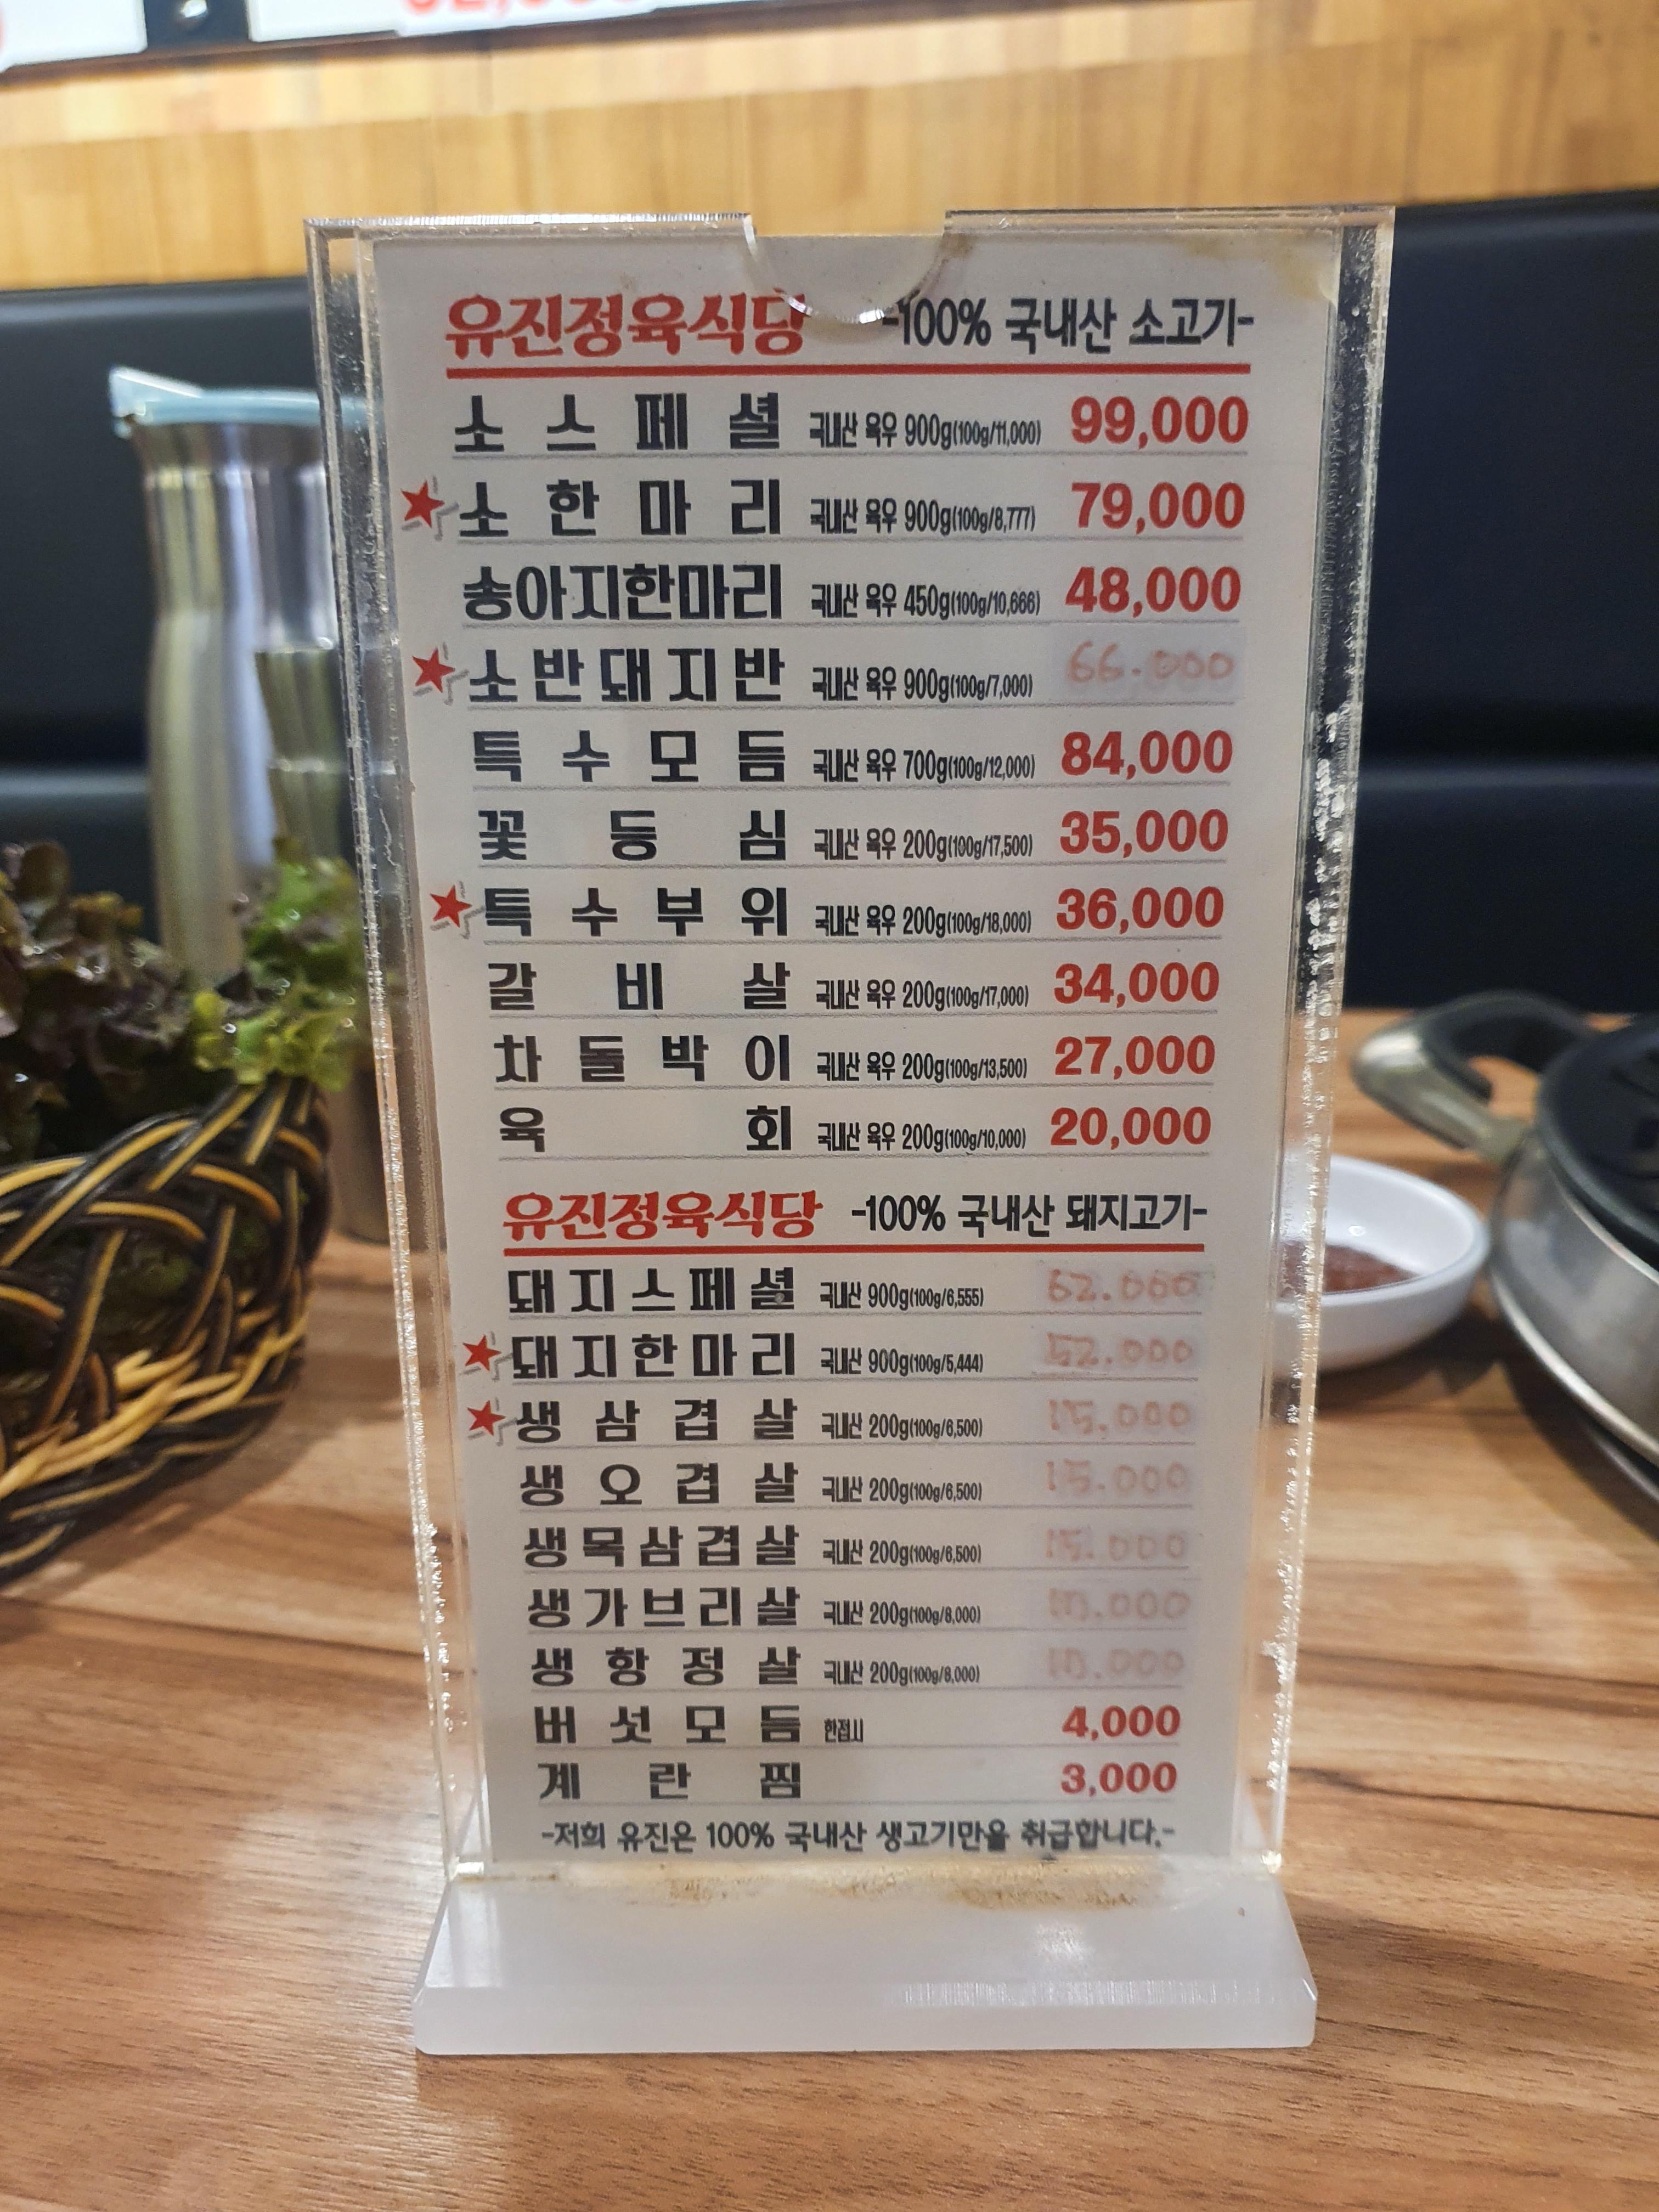 유진정육식당 -100% 국내산 소고기-
소스페셜 국내산 육우 900g(100g/11,000) 99,000
★소한마리 국내산 육우 900g(100g/8,777) 79,000
송아지한마리 국내산 육우 450g(100g/10,666) 48,000
★소반돼지반 국내산 육우 900g(100g/7,000) 66.000
특수모듬 국내산 육우 700g(100g/12,000) 84,000
꽃등심 국내산 육우 200g(100g/17,500) 35,000
★특수부위 국내산 육우 200g(100g/18,000) 36,000
갈비살 국내산 육우 200g(100g/17,000) 34,000
차돌박이 국내산 육우 200g(100g/13,500) 27,000
육회 국내산 육우 200g(100g/10,000) 20,000
유진정육식당 -100% 국내산 돼지고기-
돼지스페셜 국내산 900g(100g/6,555) 62.000
★돼지한마리 국내산 900g(100g/5,444) 52.000
★생삼겹살 국내산 200g(100g/6,500) 15.000
생오겹살 국내산 200g(100g/6,500) 15.000
생목삼겹살 국내산 200g(100g/6,500) 15.000
생가브리살 국내산 200g(100g/8,000)
생항정살 국내산 200g(100g/8,000)
버섯모듬 한접시 4,000
계란찜 3,000
-저희 유진은 100% 국내산 생고기만을 취급합니다.-